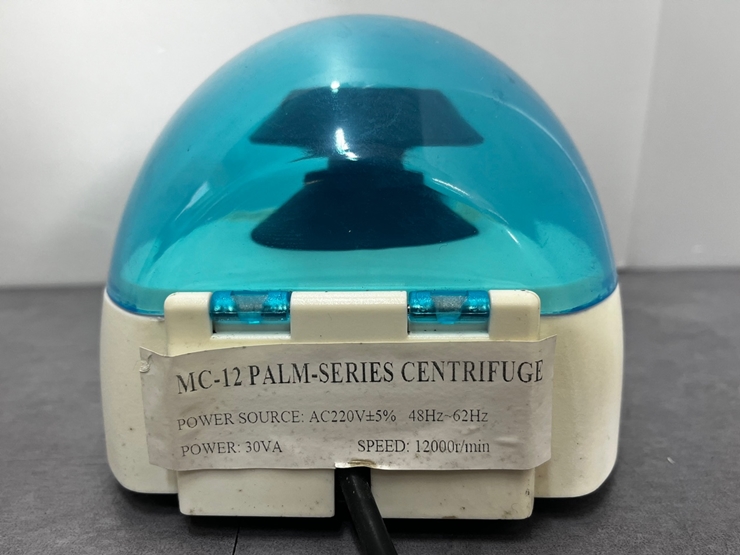 MC-12 PALM-SERIES CENTRIFUGE
POWER SOURCE: AC220V±5% 48Hz~62Hz
POWER: 30VA SPEED: 12000r/min